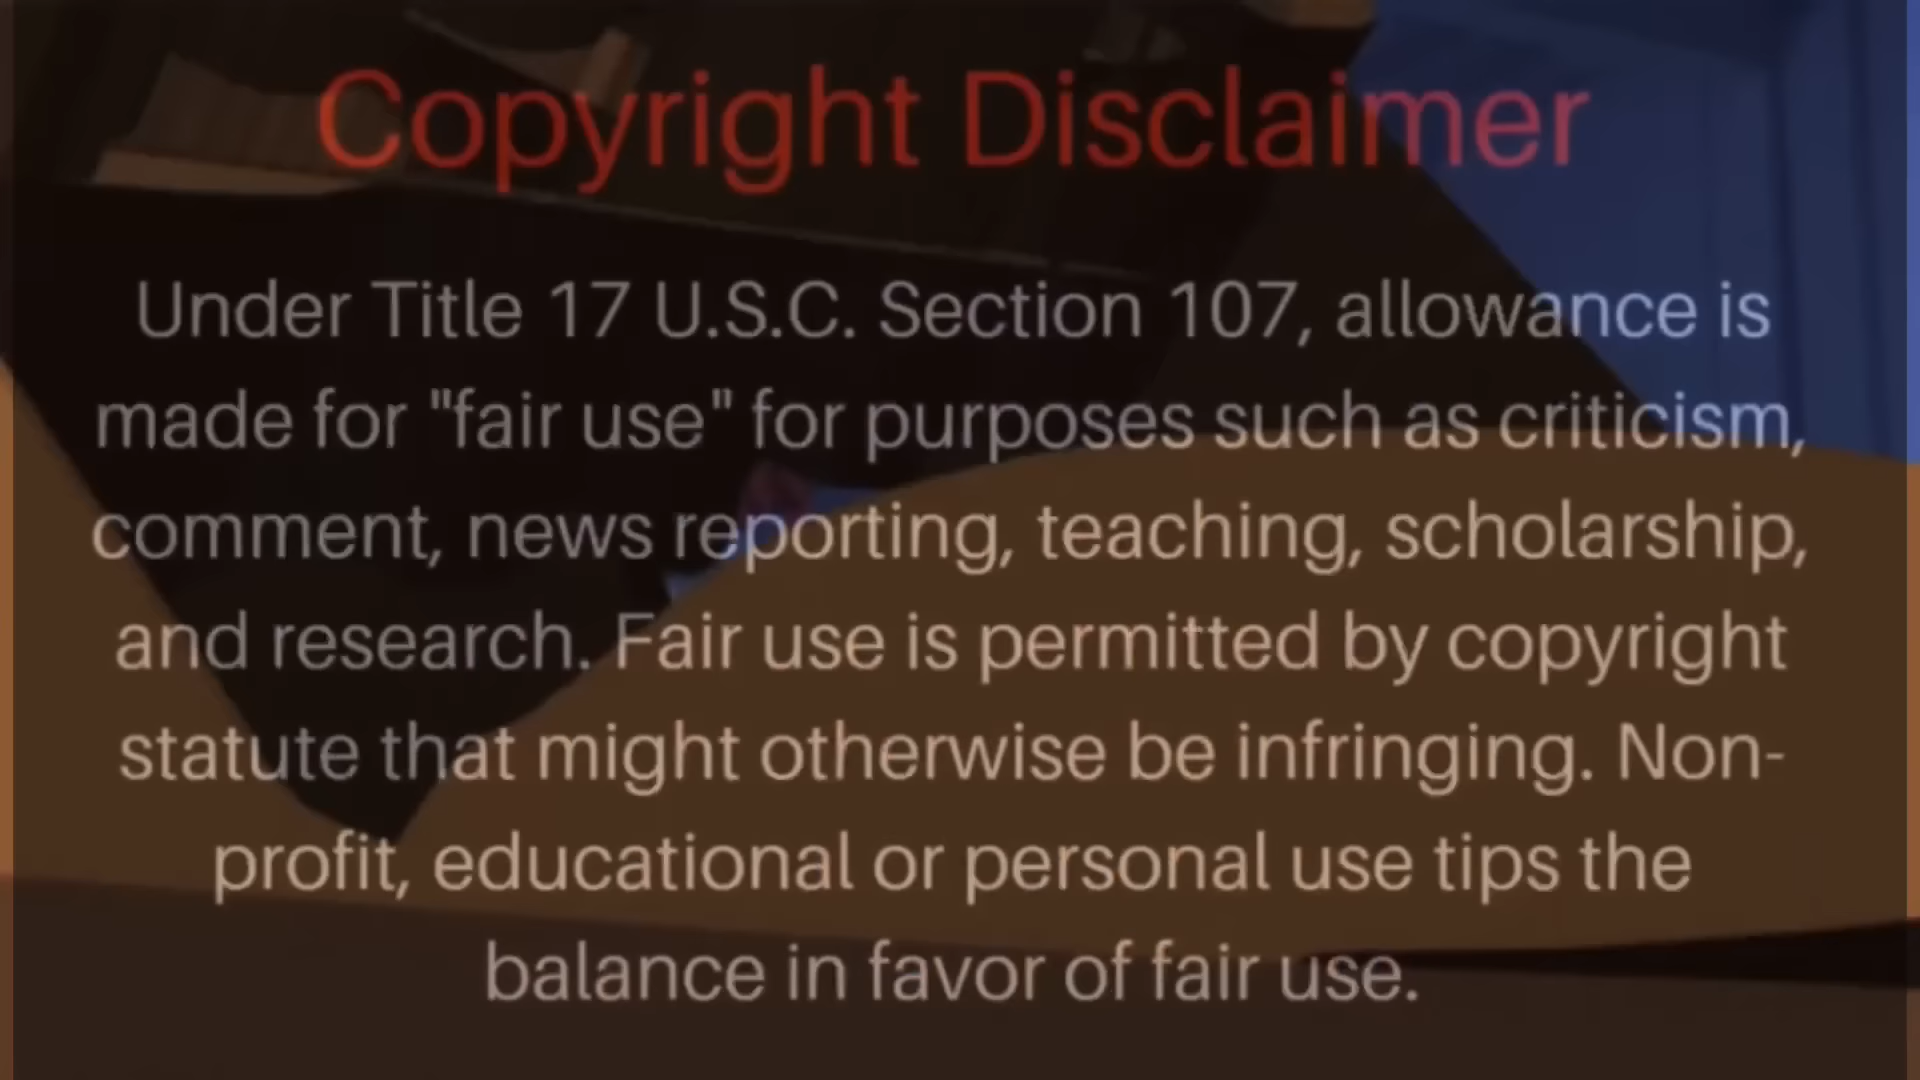 Copyright Disclaimer
Under Title 17 U.S.C. Section 107, allowance is
made for "fair use" for purposes such as criticism,
comment, news reporting, teaching, scholarship,
and research. Fair use is permitted by copyright
statute that might otherwise be infringing. Non-
profit, educational or personal use tips the
balance in favor of fair use.